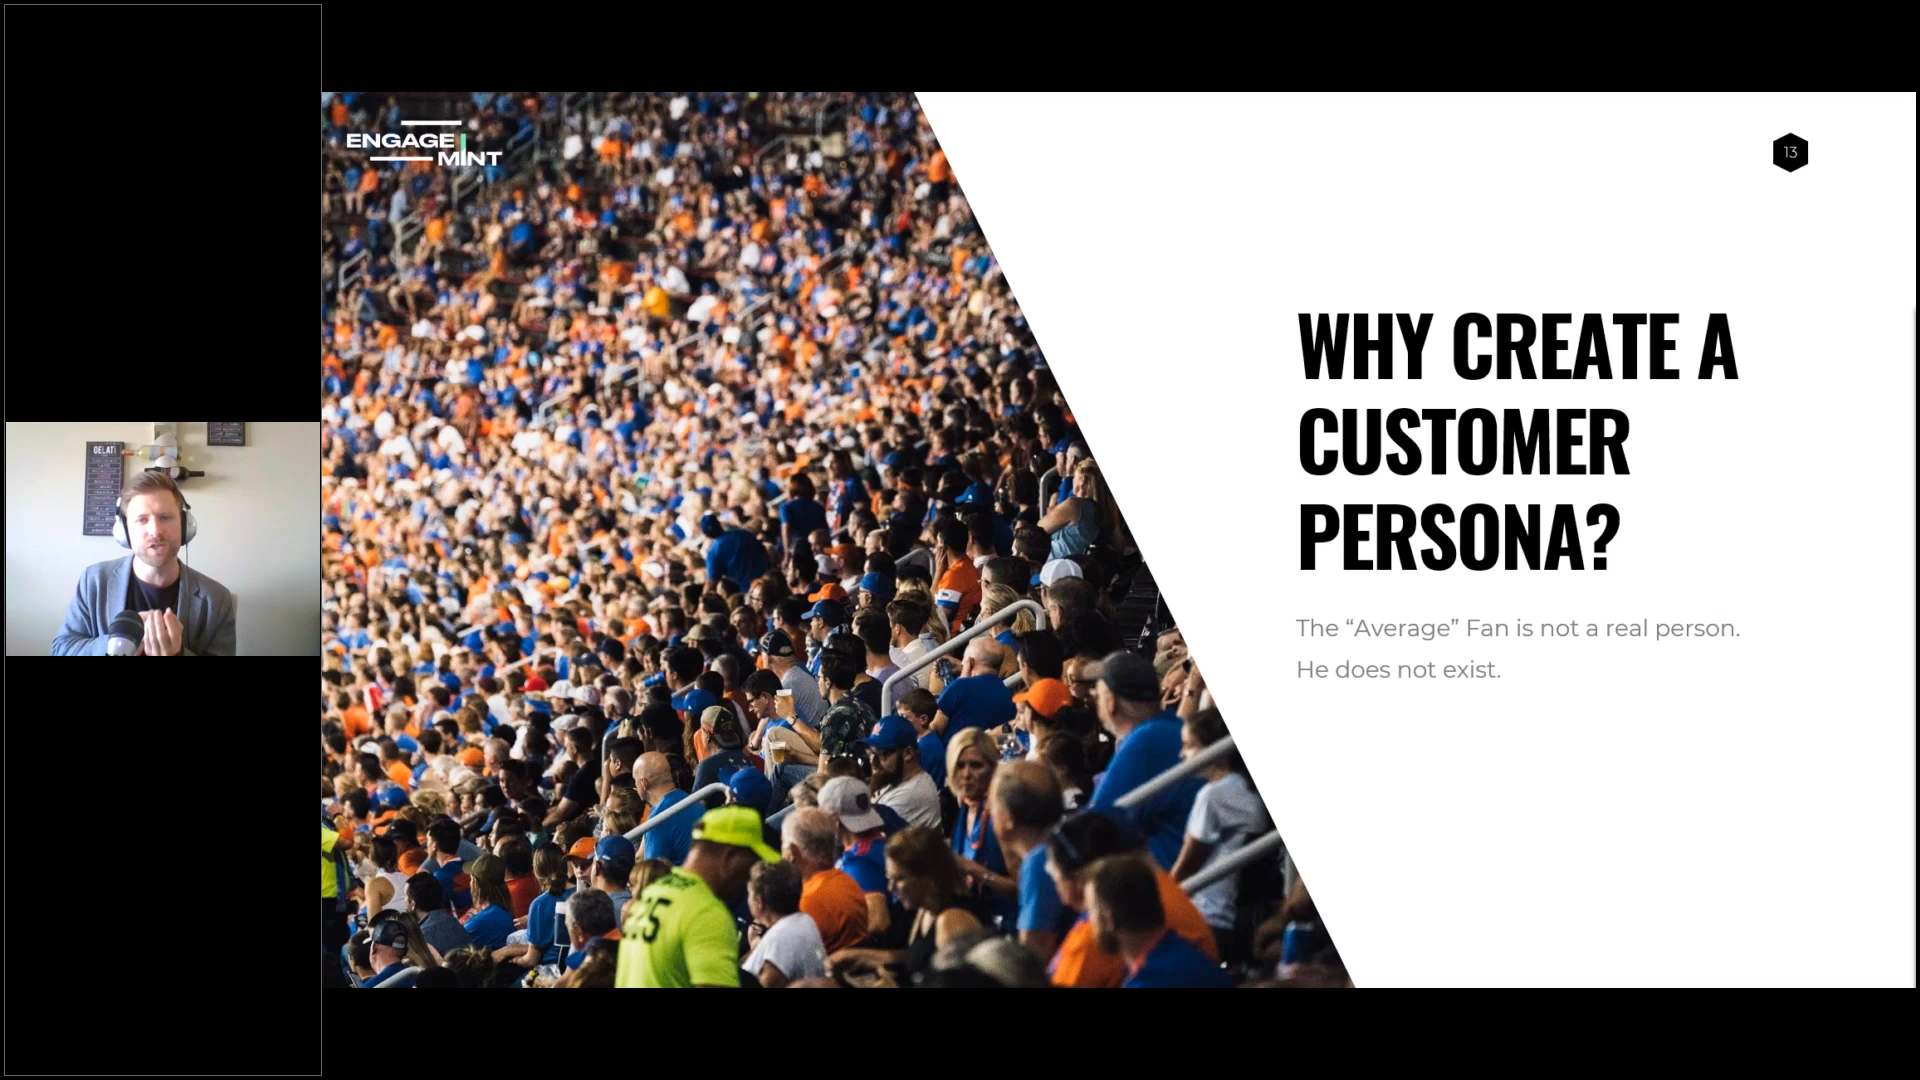 ENGAGE
MINT
13
WHY CREATE A
CUSTOMER
PERSONA?
The “Average” Fan is not a real person.
He does not exist.
GELATI